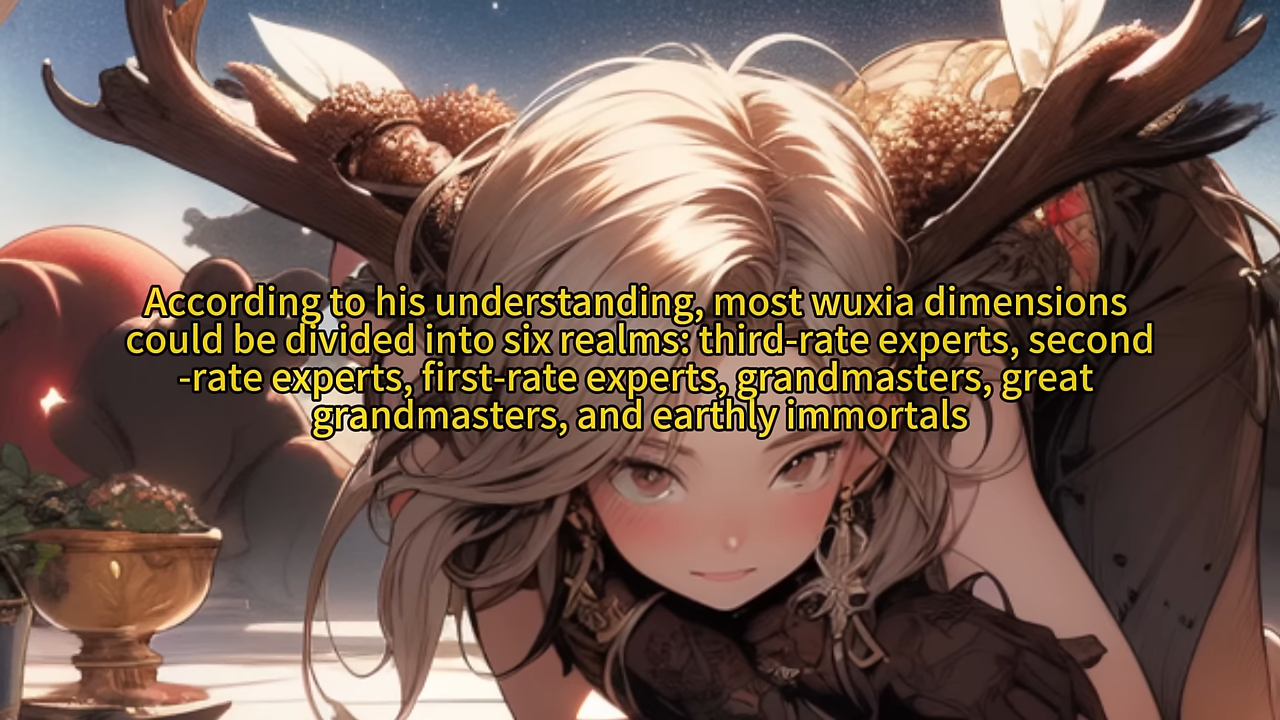 According to his understanding, most wuxia dimensions
could be divided into six realms: third-rate experts, second
-rate experts, first-rate experts, grandmasters, great
grandmasters, and earthly immortals